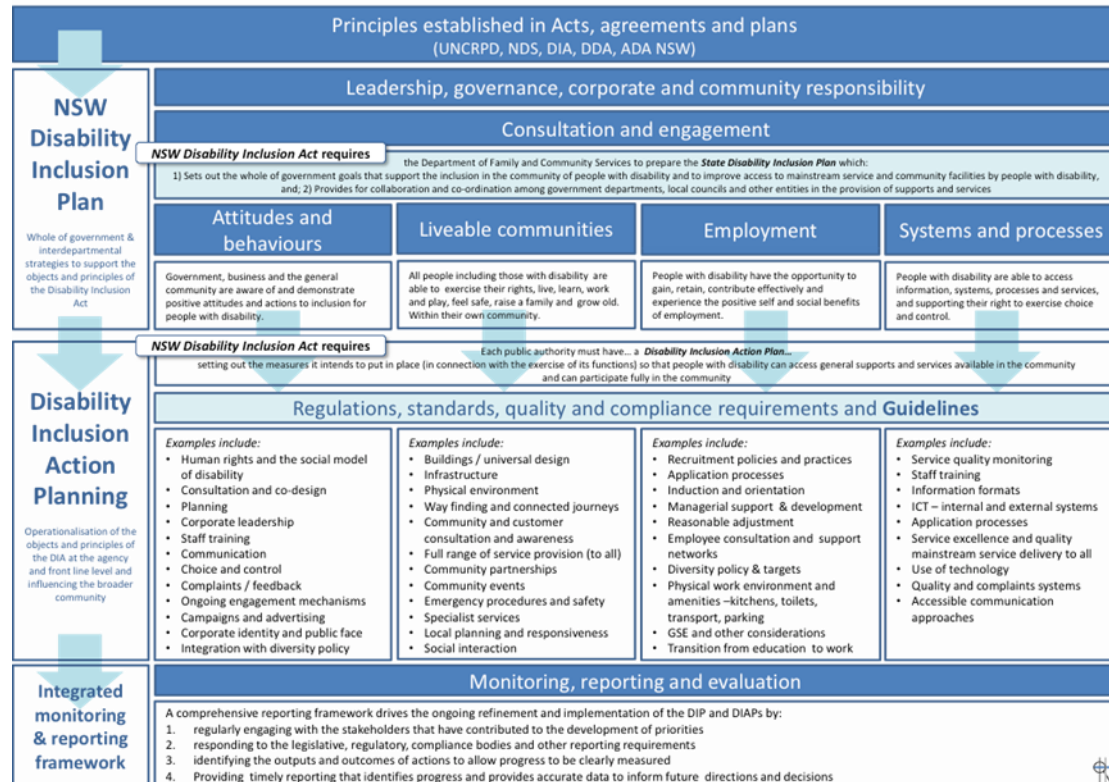 Principles established in Acts, agreements and plans
(UNCRPD, NDS, DIA, DDA, ADA NSW)
NSW
Disability
Inclusion
Plan
Whole of government &
interdepartmental
strategies to support the
objects and principles of
the Disability Inclusion
Act
Leadership, governance, corporate and community responsibility
Consultation and engagement
NSW Disability Inclusion Act requires
the Department of Family and Community Services to prepare the State Disability Inclusion Plan which:
1) Sets out the whole of government goals that support the inclusion in the community of people with disability and to improve access to mainstream service and community facilities by people with disability,
and; 2) Provides for collaboration and co-ordination among government departments, local councils and other entities in the provision of supports and services
Attitudes and
behaviours
Government, business and the general
community are aware of and demonstrate
positive attitudes and actions to inclusion for
people with disability.
Liveable communities
All people including those with disability are
able to exercise their rights, live, learn, work
and play, feel safe, raise a family and grow old.
Within their own community.
Employment
People with disability have the opportunity to
gain, retain, contribute effectively and
experience the positive self and social benefits
of employment.
Systems and processes
People with disability are able to access
information, systems, processes and services,
and supporting their right to exercise choice
and control.
Disability
Inclusion
Action
Planning
Operationalisation of the
objects and principles of
the DIA at the agency
and front line level and
influencing the broader
community
NSW Disability Inclusion Act requires
Each public authority must have... a Disability Inclusion Action Plan...
setting out the measures it intends to put in place (in connection with the exercise of its functions) so that people with disability can access general supports and services available in the community
and can participate fully in the community
Regulations, standards, quality and compliance requirements and Guidelines
Examples include:
• Human rights and the social model
of disability
• Consultation and co-design
• Planning
• Corporate leadership
• Staff training
• Communication
• Choice and control
• Complaints / feedback
• Ongoing engagement mechanisms
• Campaigns and advertising
• Corporate identity and public face
• Integration with diversity policy
Examples include:
• Buildings / universal design
• Infrastructure
• Physical environment
• Way finding and connected journeys
• Community and customer
consultation and awareness
• Full range of service provision (to all)
• Community partnerships
• Community events
• Emergency procedures and safety
• Specialist services
• Local planning and responsiveness
• Social interaction
Examples include:
• Recruitment policies and practices
• Application processes
• Induction and orientation
• Managerial support & development
• Reasonable adjustment
• Employee consultation and support
networks
• Diversity policy & targets
• Physical work environment and
amenities –kitchens, toilets,
transport, parking
• GSE and other considerations
• Transition from education to work
Examples include:
• Service quality monitoring
• Staff training
• Information formats
• ICT – internal and external systems
• Application processes
• Service excellence and quality
mainstream service delivery to all
• Use of technology
• Quality and complaints systems
• Accessible communication
approaches
Integrated
monitoring
& reporting
framework
Monitoring, reporting and evaluation
A comprehensive reporting framework drives the ongoing refinement and implementation of the DIP and DIAPs by:
1. regularly engaging with the stakeholders that have contributed to the development of priorities
2. responding to the legislative, regulatory, compliance bodies and other reporting requirements
3. identifying the outputs and outcomes of actions to allow progress to be clearly measured
4. Providing timely reporting that identifies progress and provides accurate data to inform future directions and decisions